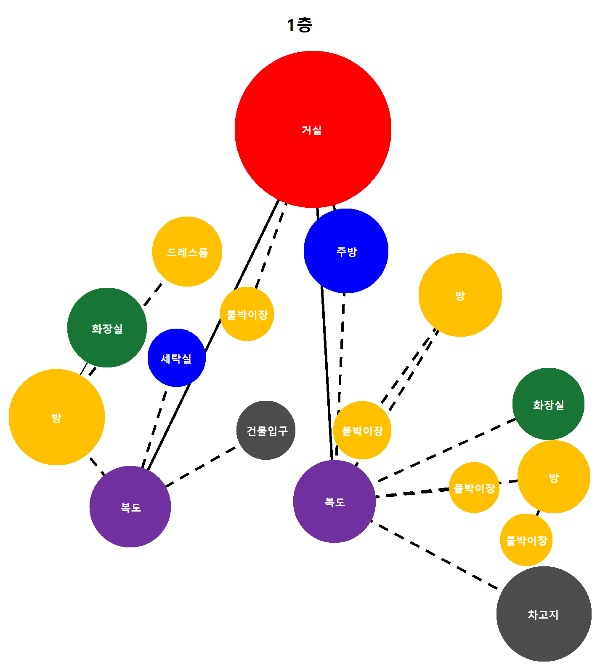 1층
거실
드레스룸
주방
방
붙박이장
화장실
세탁실
방
화장실
건물입구
붙박이장
방
붙박이장
복도
복도
붙박이장
차고지